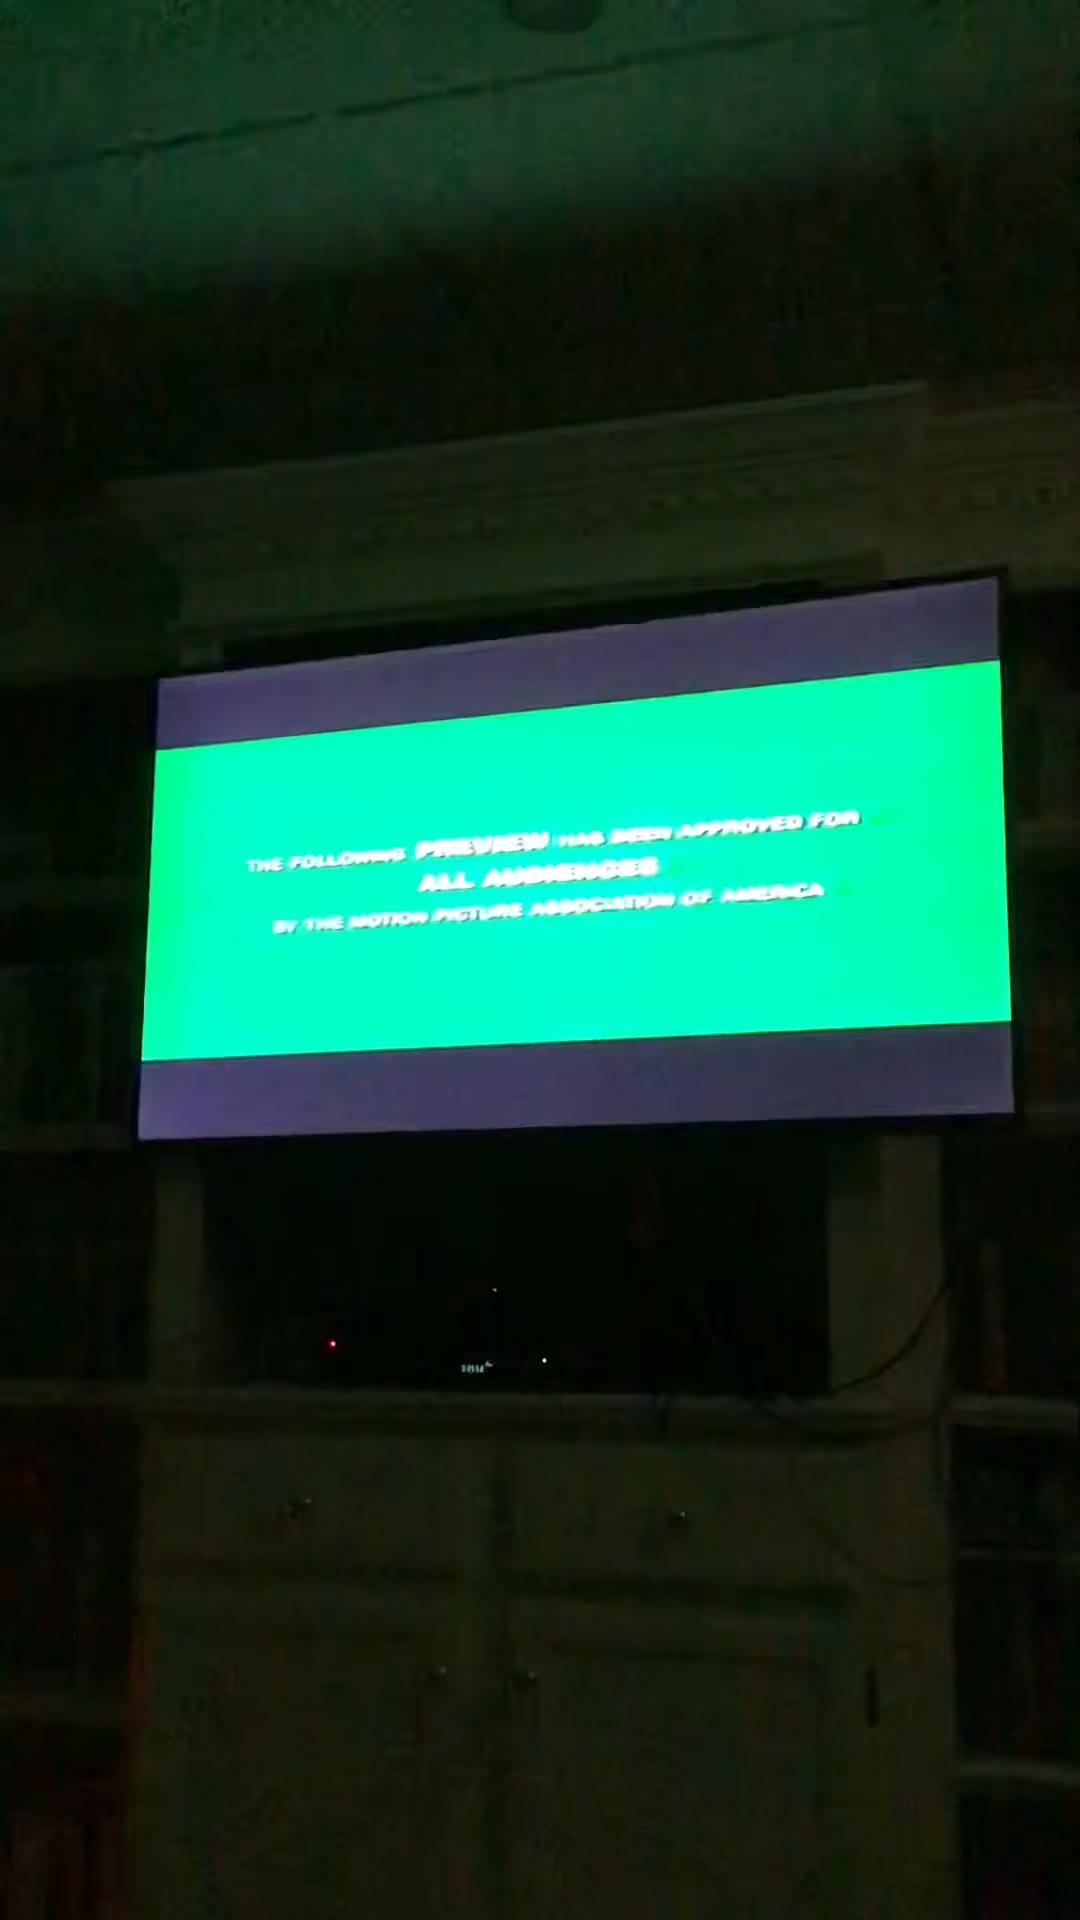 THE FOLLOWING PREVIEW HAS BEEN APPROVED FOR
ALL AUDIENCES
BY THE MOTION PICTURE ASSOCIATION OF AMERICA